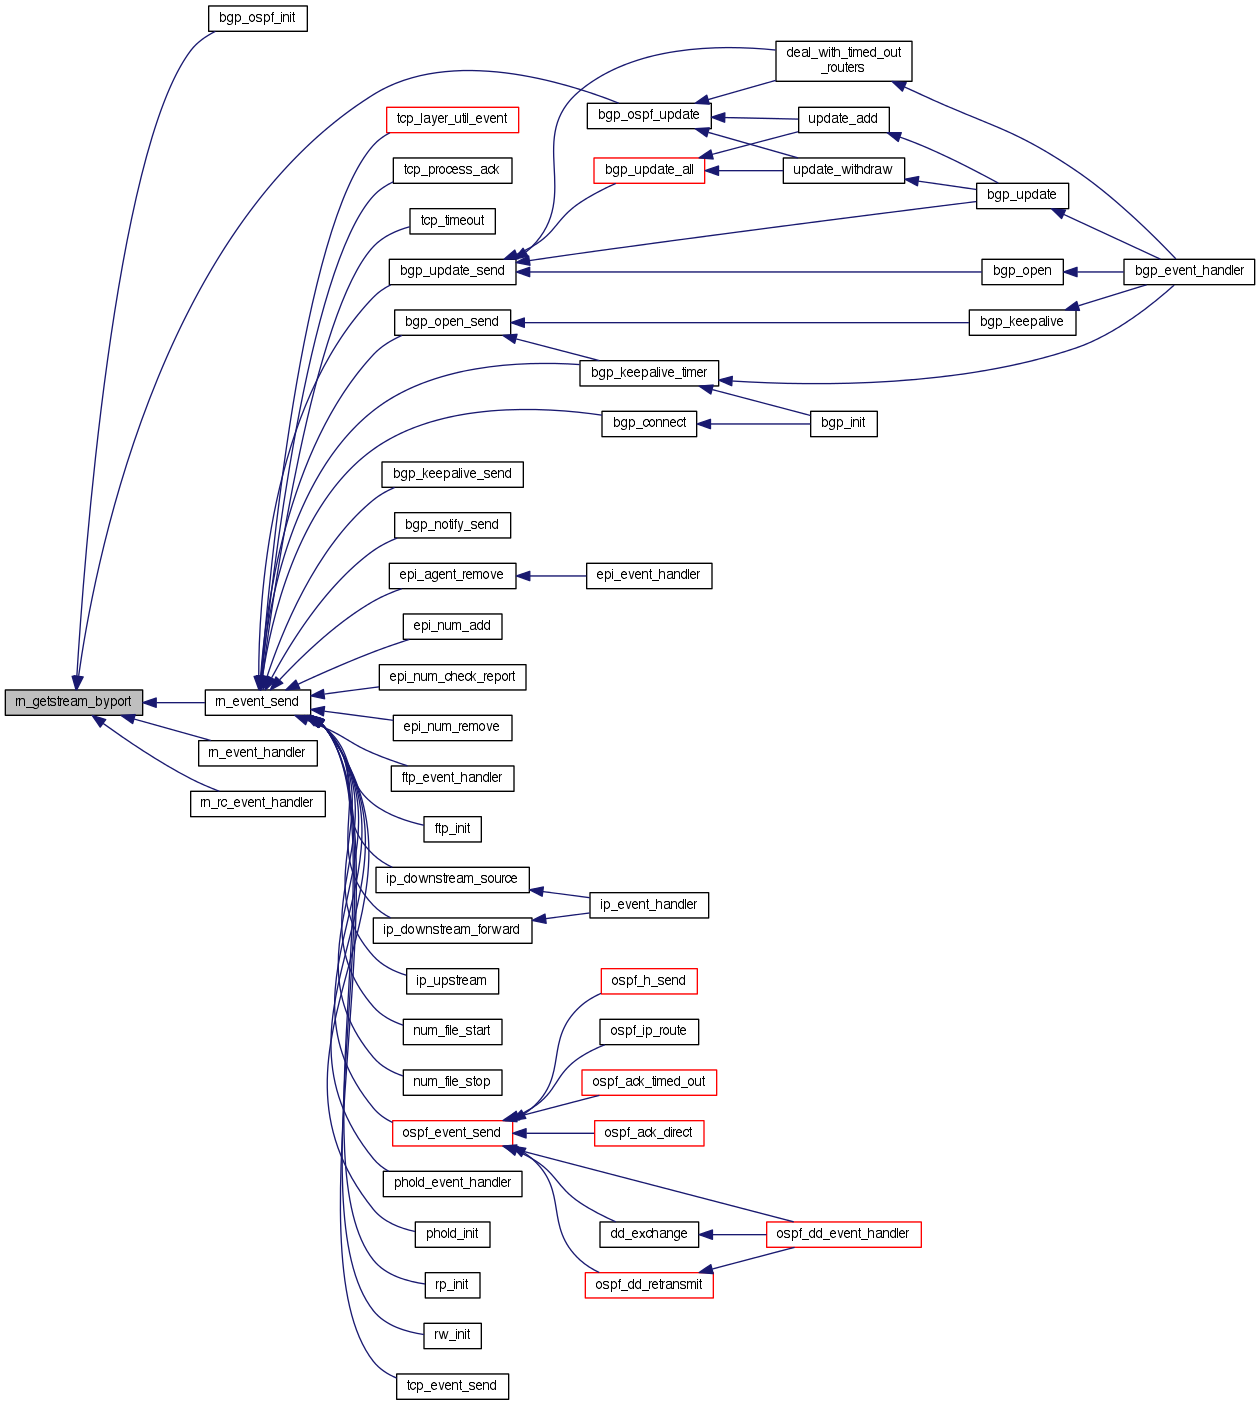 bgp_ospf_init
deal_with_timed_out
_routers
bgp_ospf_update
tcp_layer_util_event
update_add
tcp_process_ack
bgp_update_all
update_withdraw
bgp_update
tcp_timeout
bgp_update_send
bgp_open
bgp_event_handler
bgp_open_send
bgp_keepalive
bgp_keepalive_timer
bgp_connect
bgp_init
bgp_keepalive_send
bgp_notify_send
epi_agent_remove
epi_event_handler
epi_num_add
epi_num_check_report
rn_getstream_byport
rn_event_send
epi_num_remove
rn_event_handler
ftp_event_handler
rn_rc_event_handler
ftp_init
ip_downstream_source
ip_event_handler
ip_downstream_forward
ip_upstream
ospf_h_send
num_file_start
ospf_ip_route
num_file_stop
ospf_ack_timed_out
ospf_event_send
ospf_ack_direct
phold_event_handler
phold_init
dd_exchange
ospf_dd_event_handler
rp_init
ospf_dd_retransmit
rw_init
tcp_event_send